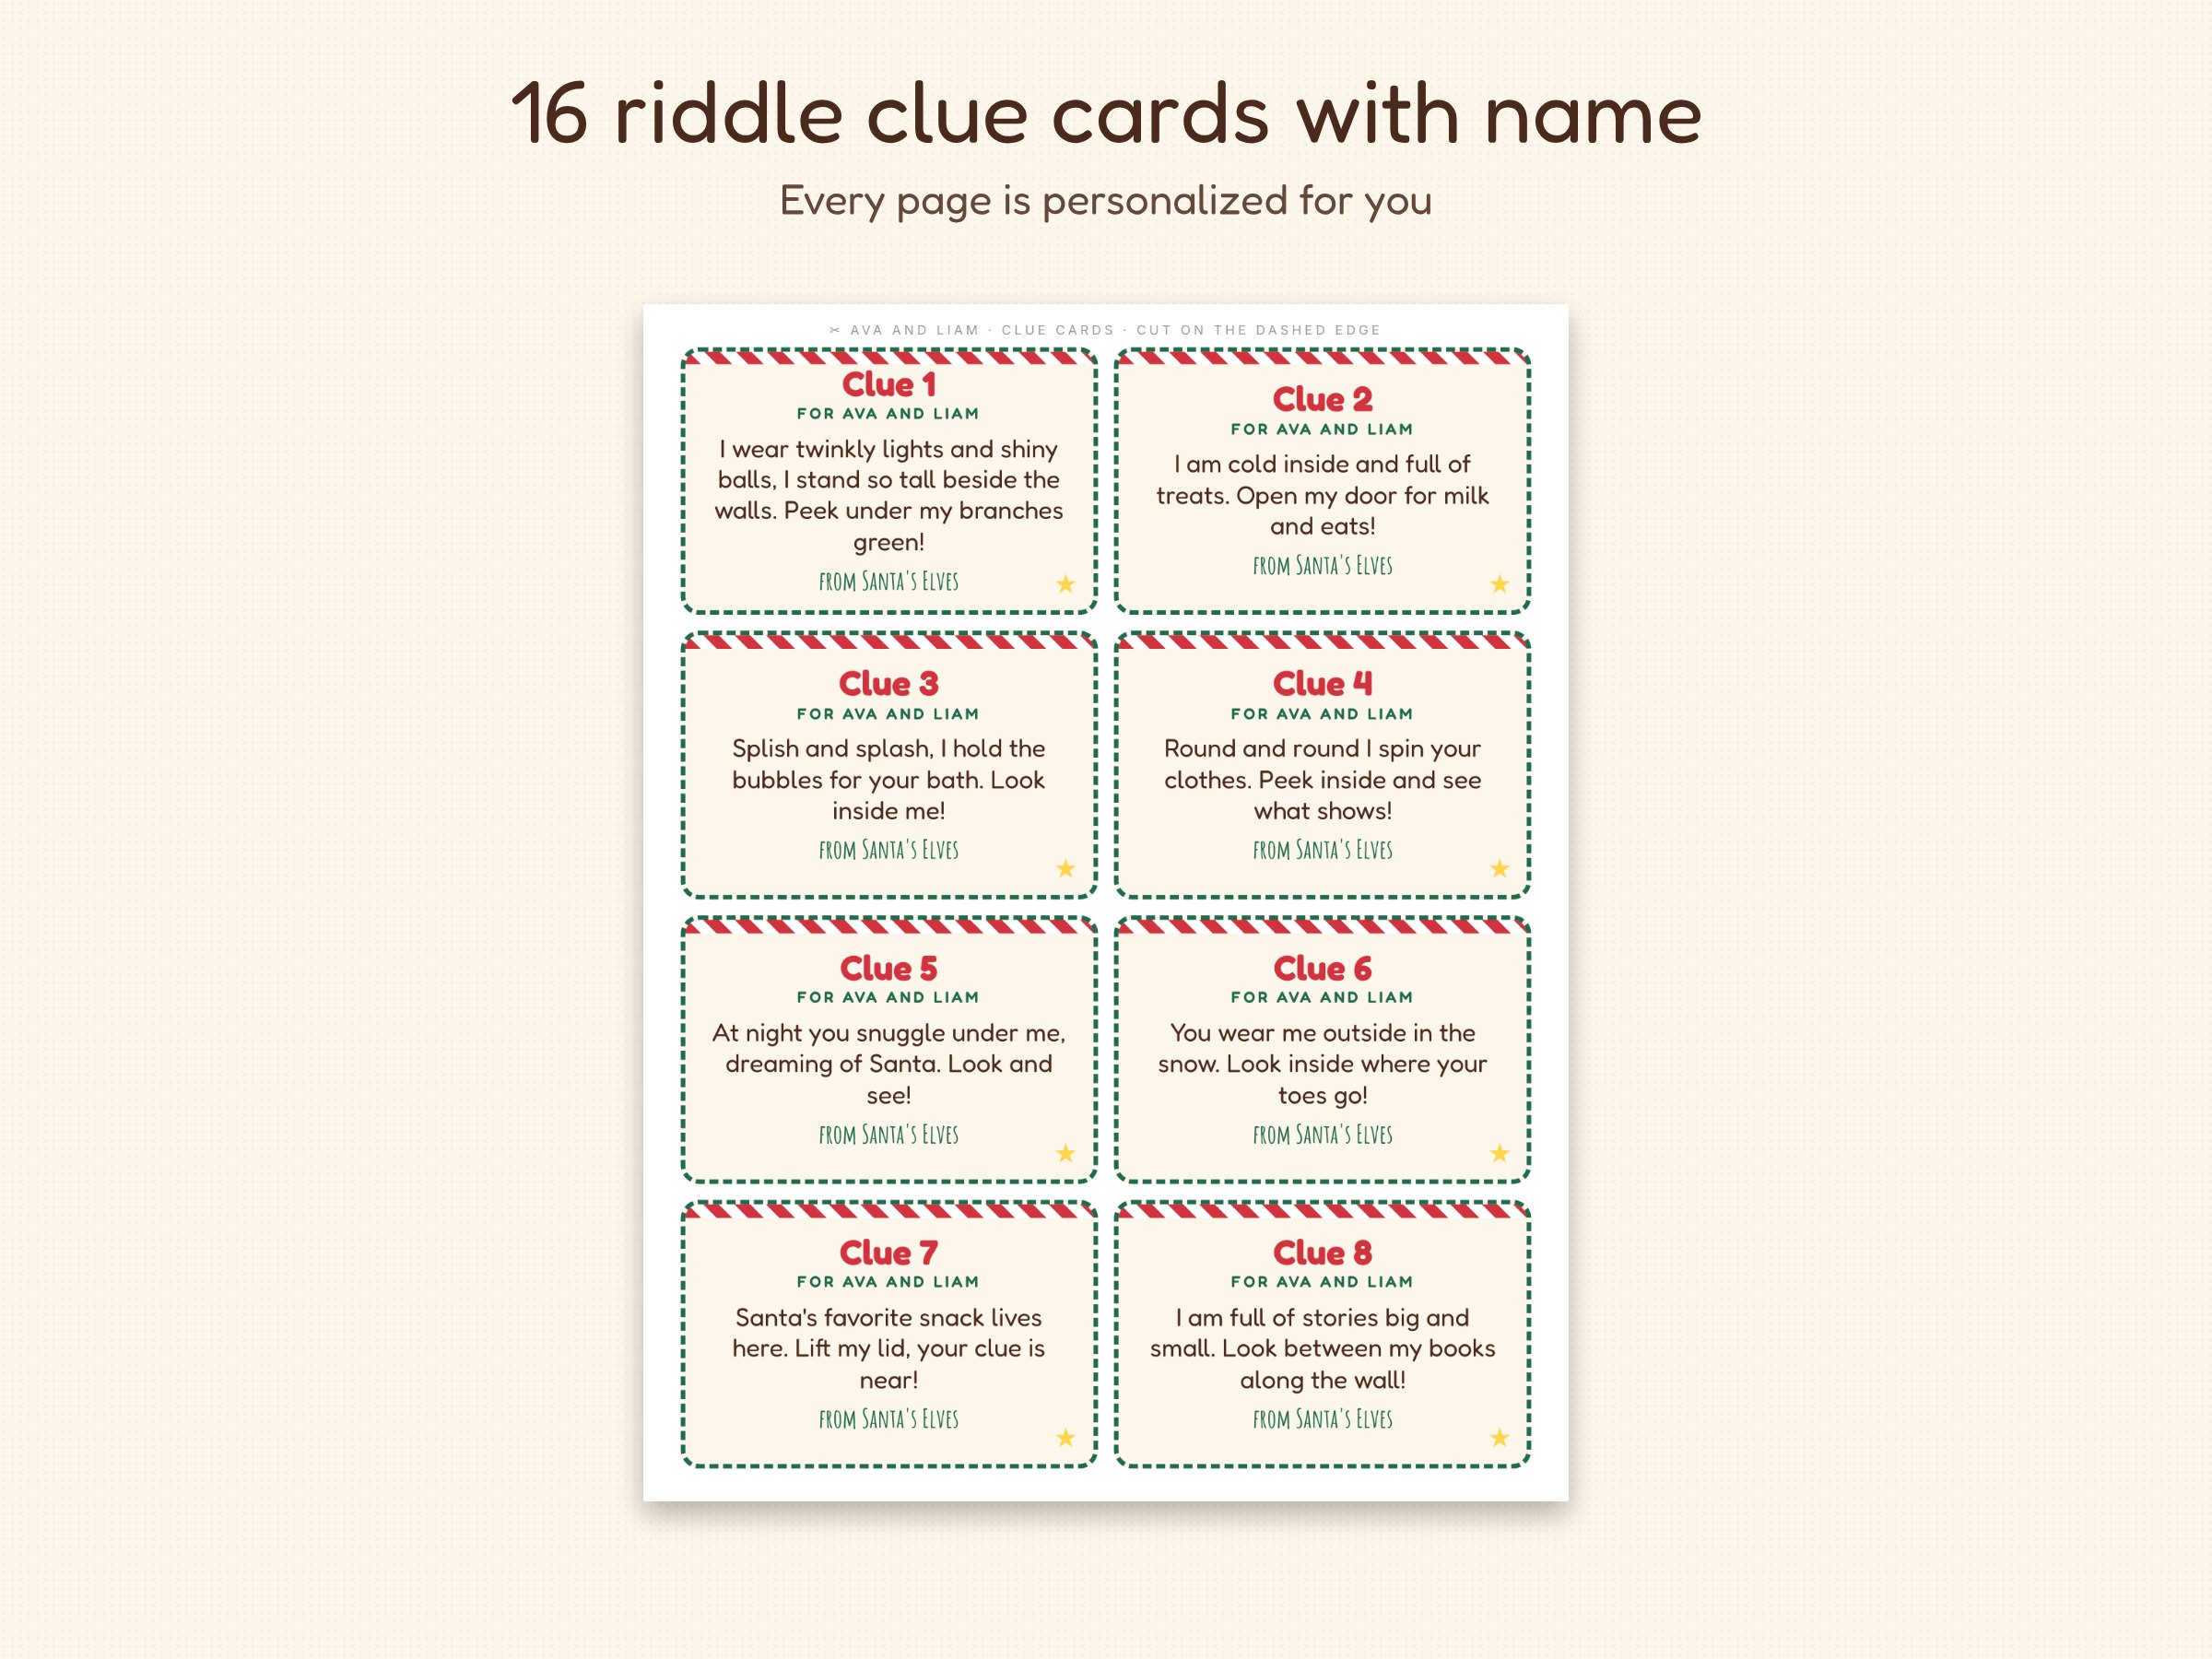 16 riddle clue cards with name
Every page is personalized for you
✂ AVA AND LIAM · CLUE CARDS · CUT ON THE DASHED EDGE
Clue 1
FOR AVA AND LIAM
I wear twinkly lights and shiny
balls, I stand so tall beside the
walls. Peek under my branches
green!
from Santa's Elves
Clue 2
FOR AVA AND LIAM
I am cold inside and full of
treats. Open my door for milk
and eats!
from Santa's Elves
Clue 3
FOR AVA AND LIAM
Splish and splash, I hold the
bubbles for your bath. Look
inside me!
from Santa's Elves
Clue 4
FOR AVA AND LIAM
Round and round I spin your
clothes. Peek inside and see
what shows!
from Santa's Elves
Clue 5
FOR AVA AND LIAM
At night you snuggle under me,
dreaming of Santa. Look and
see!
from Santa's Elves
Clue 6
FOR AVA AND LIAM
You wear me outside in the
snow. Look inside where your
toes go!
from Santa's Elves
Clue 7
FOR AVA AND LIAM
Santa's favorite snack lives
here. Lift my lid, your clue is
near!
from Santa's Elves
Clue 8
FOR AVA AND LIAM
I am full of stories big and
small. Look between my books
along the wall!
from Santa's Elves